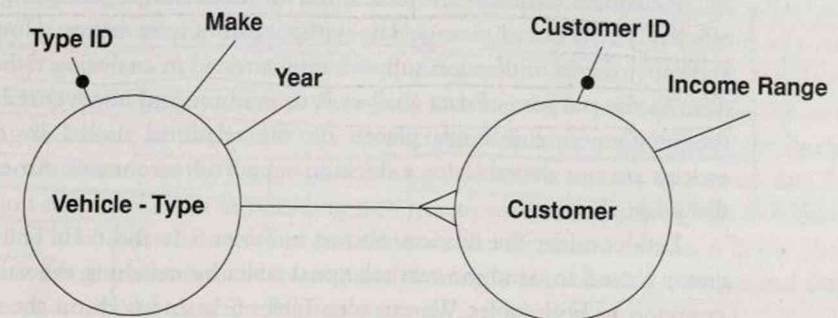 Make
Type ID
Year
Vehicle - Type
Customer ID
Income Range
Customer